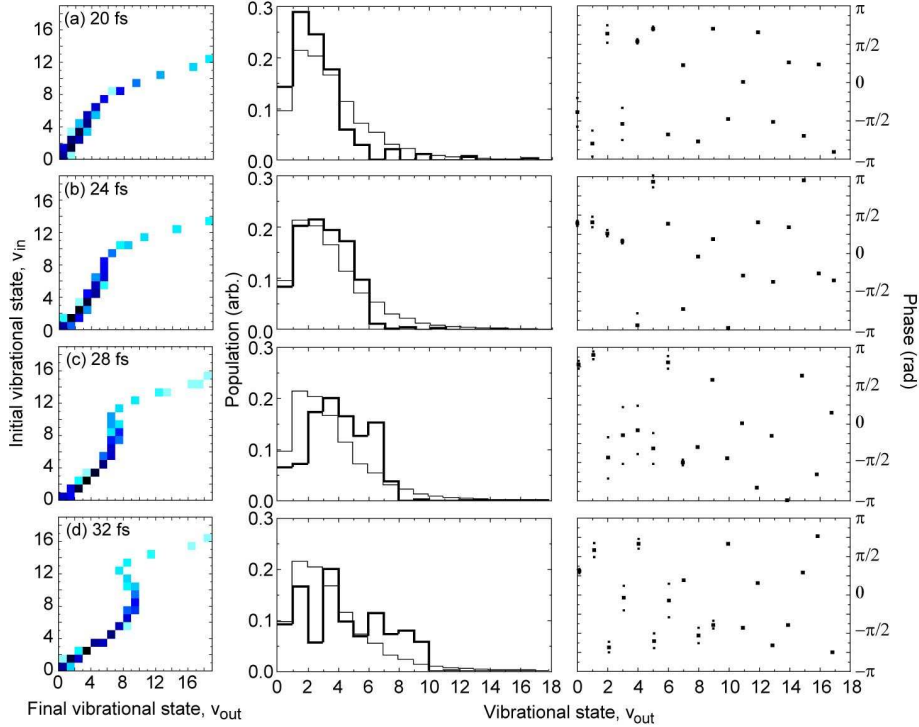 (a) 20 fs
16
12
8
4
0
0.3
0.2
0.1
0.0
π
π/2
0
−π/2
−π
(b) 24 fs
16
12
8
4
0
0.3
0.2
0.1
0.0
π
π/2
0
−π/2
−π
(c) 28 fs
16
12
8
4
0
0.3
0.2
0.1
0.0
π
π/2
0
−π/2
−π
(d) 32 fs
16
12
8
4
0
0.3
0.2
0.1
0.0
π
π/2
0
−π/2
−π
0 4 8 12 16
0 2 4 6 8 10 12 14 16 18
0 2 4 6 8 10 12 14 16 18
Initial vibrational state, vin
Population (arb.)
Phase (rad)
Final vibrational state, vout
Vibrational state, vout